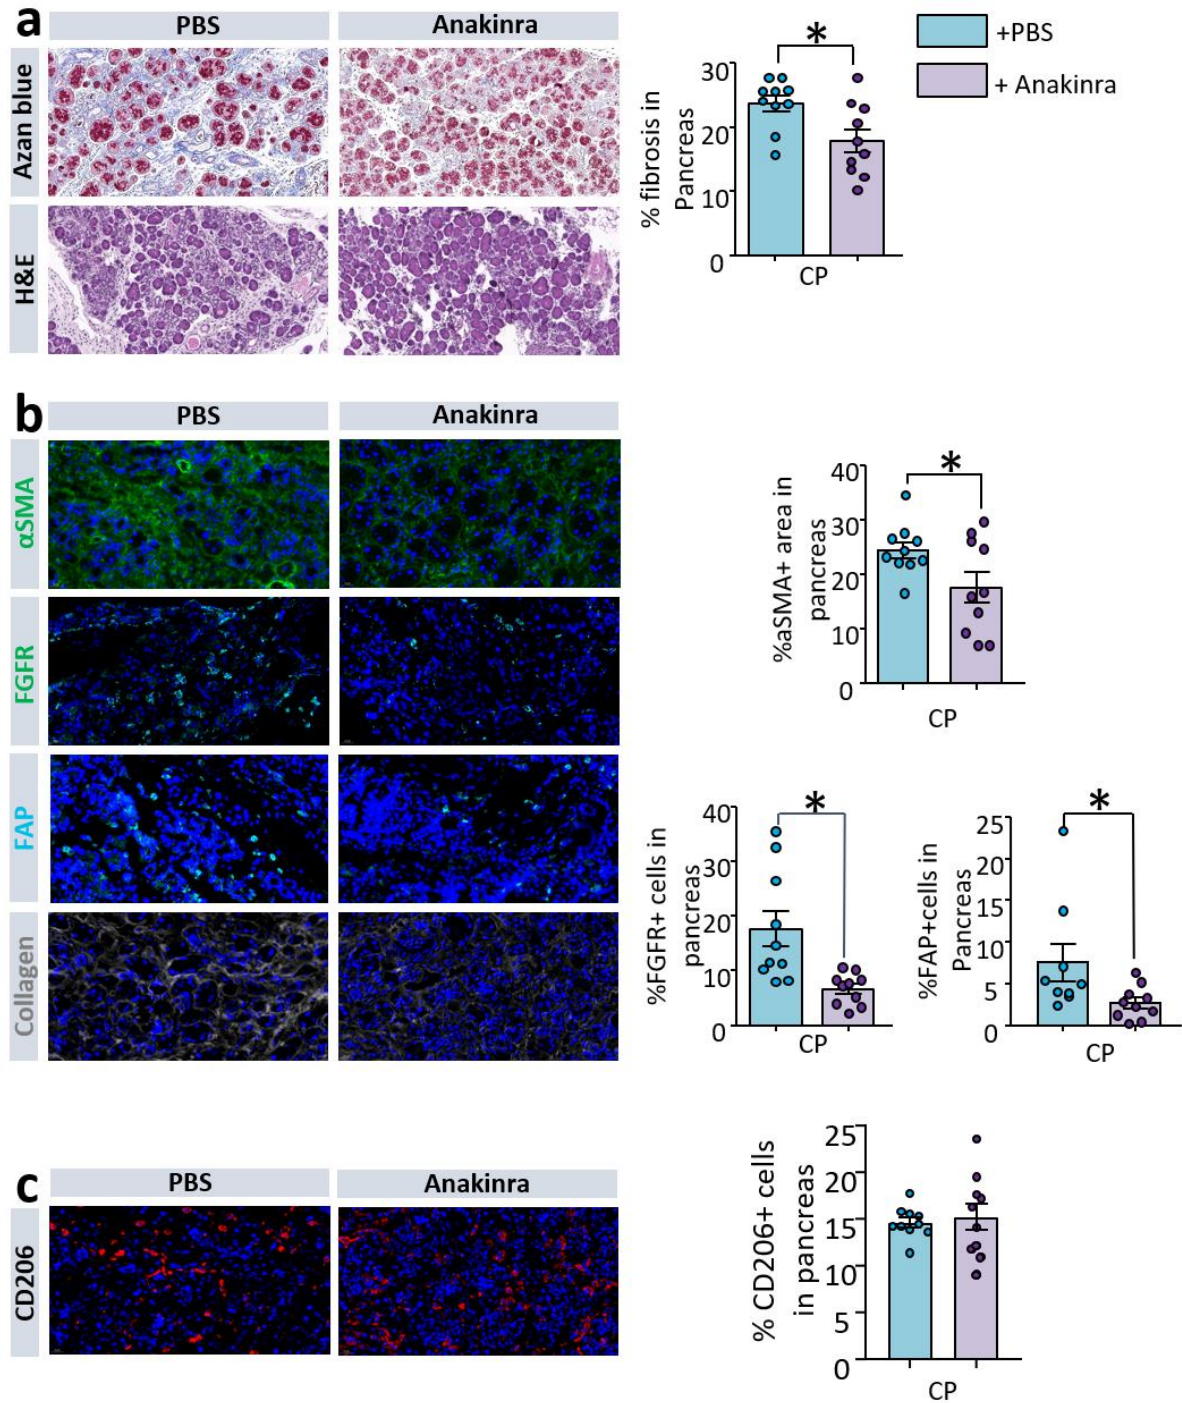 a
PBS
Anakinra
Azan blue
H&E
% fibrosis in
Pancreas
30
20
10
0
*
CP
+PBS
+ Anakinra
b
PBS
Anakinra
αSMA
FGFR
FAP
Collagen
%aSMA+ area in
pancreas
40
30
20
10
0
*
CP
%FGFR+ cells in
pancreas
40
30
20
10
0
*
CP
%FAP+cells in
Pancreas
25
20
15
10
5
0
*
CP
c
PBS
Anakinra
CD206
% CD206+ cells
in pancreas
25
20
15
10
5
0
CP